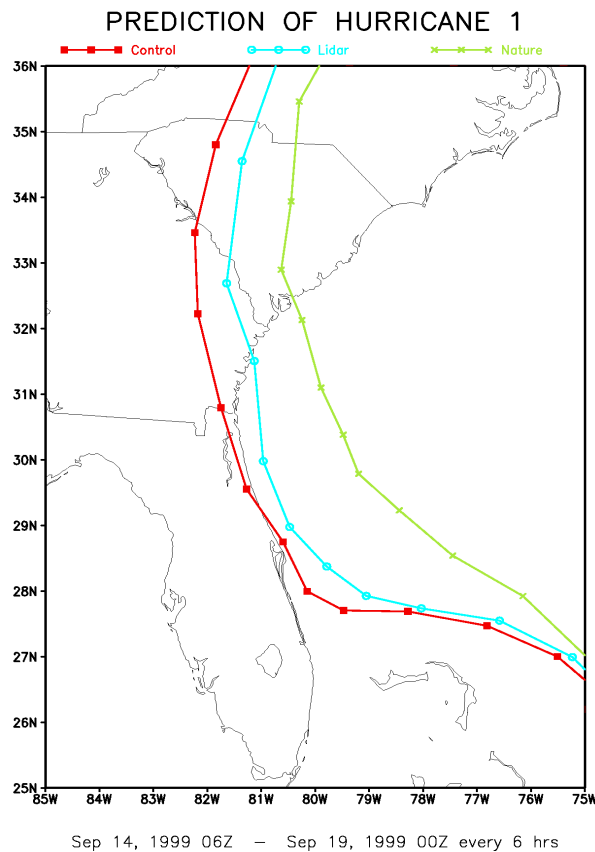 PREDICTION OF HURRICANE 1
Control Lidar Nature
36N
35N
34N
33N
32N
31N
30N
29N
28N
27N
26N
25N
85W 84W 83W 82W 81W 80W 79W 78W 77W 76W 75W
Sep 14, 1999 06Z — Sep 19, 1999 00Z every 6 hrs